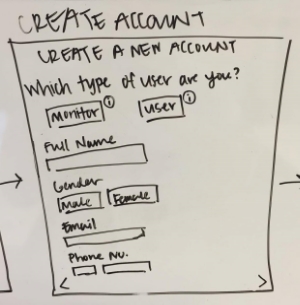 CREATE ACCOUNT
CREATE A NEW ACCOUNT
Which type of user are you?
Monitor i User i
Full Name
Gender
Male Female
Email
Phone Nu.
< >